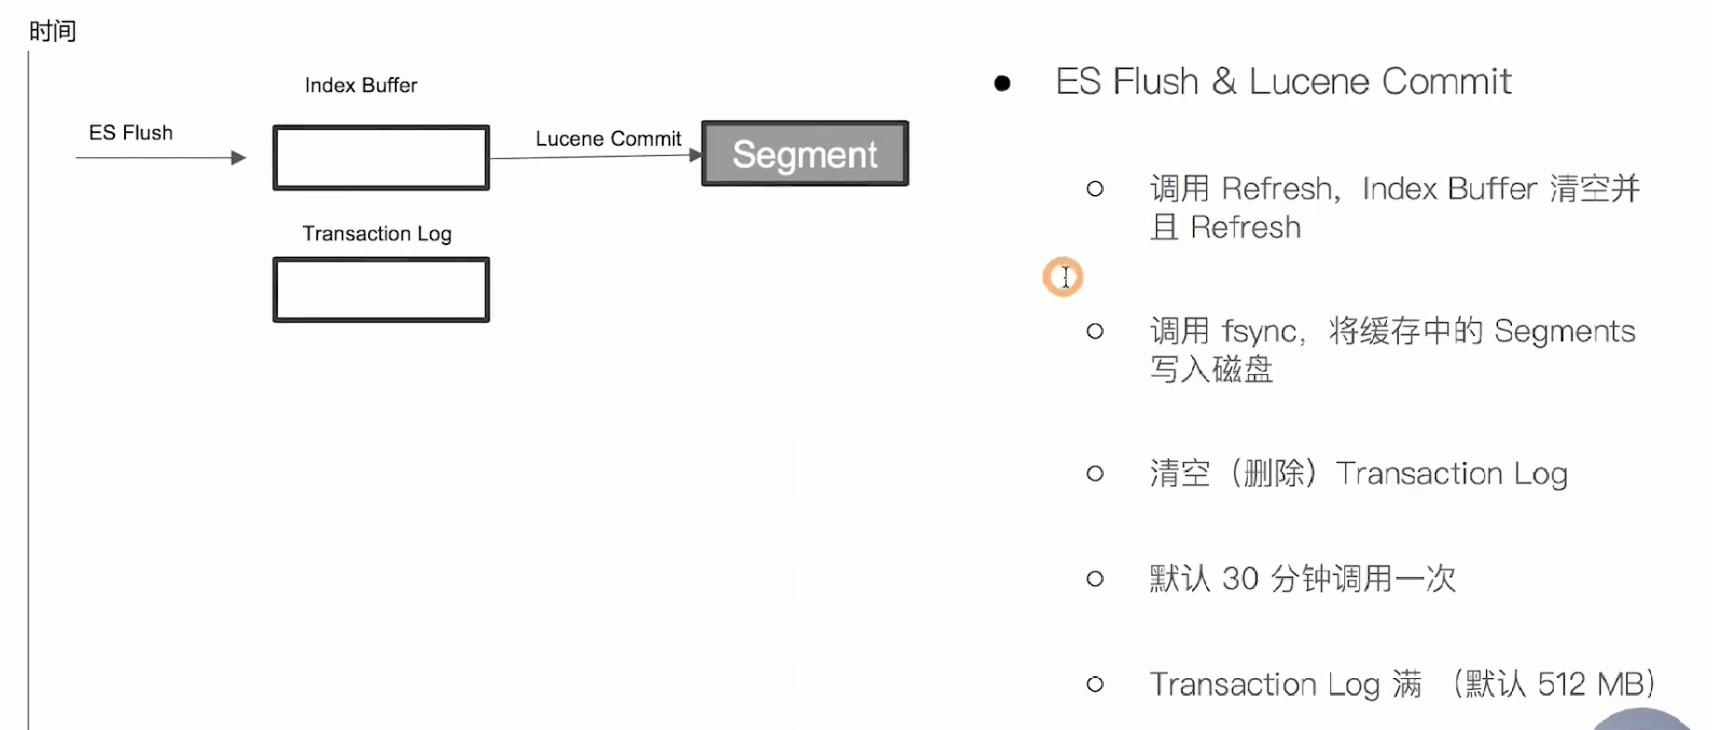 时间
Index Buffer
ES Flush
Lucene Commit
Segment
Transaction Log
ES Flush & Lucene Commit
调用 Refresh，Index Buffer 清空并
且 Refresh
调用 fsync，将缓存中的 Segments
写入磁盘
清空（删除）Transaction Log
默认 30 分钟调用一次
Transaction Log 满 （默认 512 MB）